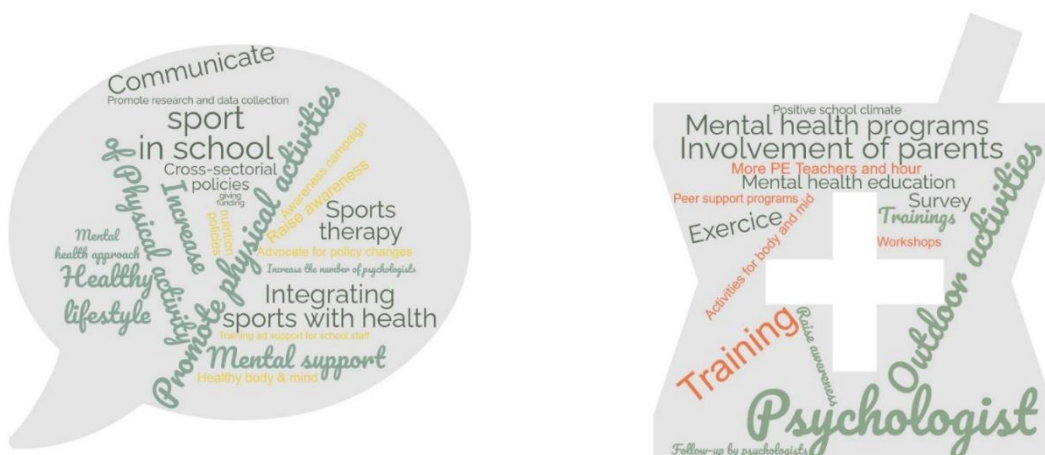 Communicate
Promote research and data collection
sport
in school
Cross-sectorial
policies
giving
funding
Increase
of Physical activity
Promote physical activities
nutrition
policies
Awareness campaign
Raise awareness
Sports
therapy
Advocate for policy changes
Increase the number of psychologists
Mental
health approach
Healthy
lifestyle
Integrating
sports with health
Training ed support for school staff
Mental support
Healthy body & mind
Positive school climate
Mental health programs
Involvement of parents
More PE Teachers and hour
Mental health education
Peer support programs
Survey
Exercice
Trainings
Activities for body and mid
Workshops
Outdoor activities
Training
Raise awareness
Psychologist
Follow-up by psychologists